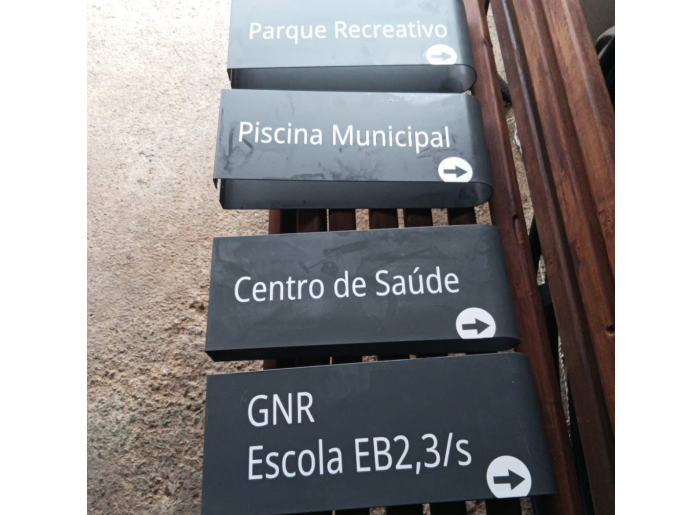 Parque Recreativo
Piscina Municipal
Centro de Saúde
GNR
Escola EB2,3/s